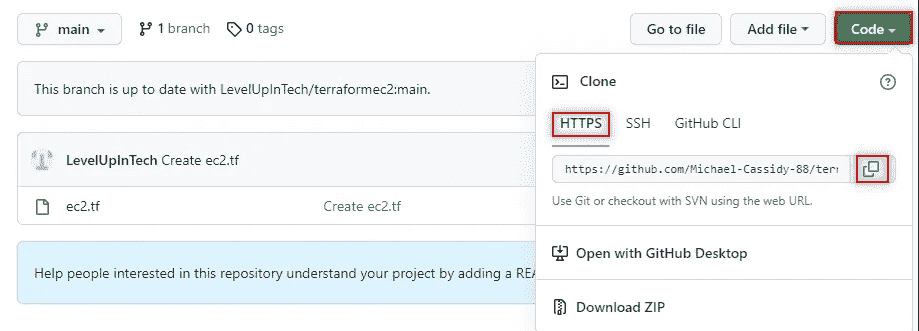 main 1 branch 0 tags Go to file Add file Code
This branch is up to date with LevelUpInTech/terraformec2:main.
LevelUpInTech Create ec2.tf
ec2.tf Create ec2.tf
Help people interested in this repository understand your project by adding a
Clone
HTTPS SSH GitHub CLI
https://github.com/Michael-Cassidy-88/terr
Use Git or checkout with SVN using the web URL.
Open with GitHub Desktop
Download ZIP